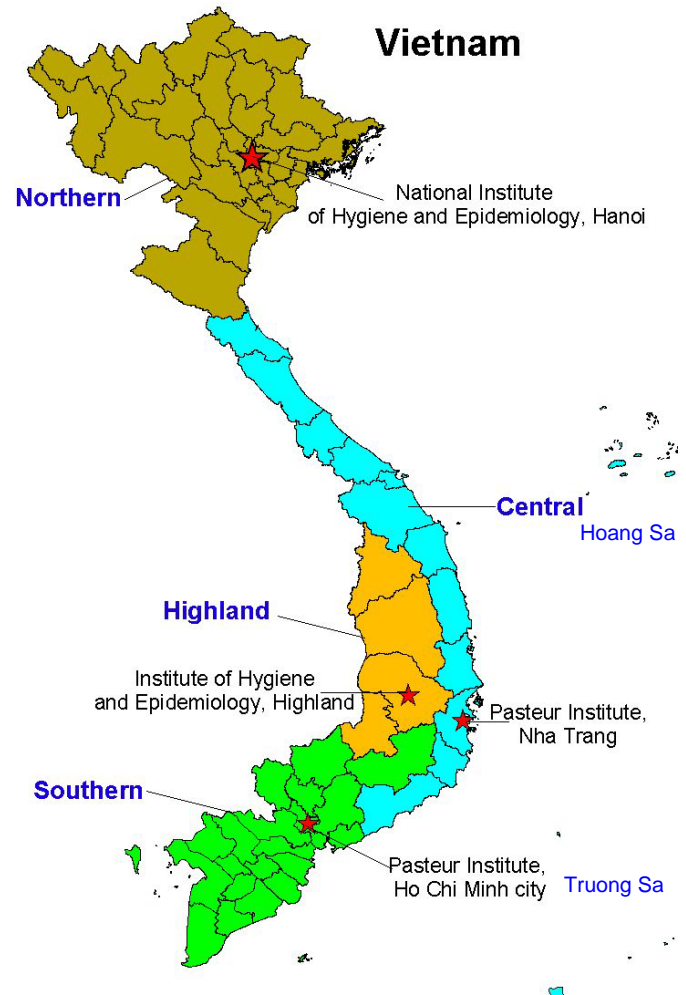 Vietnam
Northern
National Institute
of Hygiene and Epidemiology, Hanoi
Central
Hoang Sa
Highland
Institute of Hygiene
and Epidemiology, Highland
Pasteur Institute,
Nha Trang
Southern
Pasteur Institute,
Ho Chi Minh city
Truong Sa